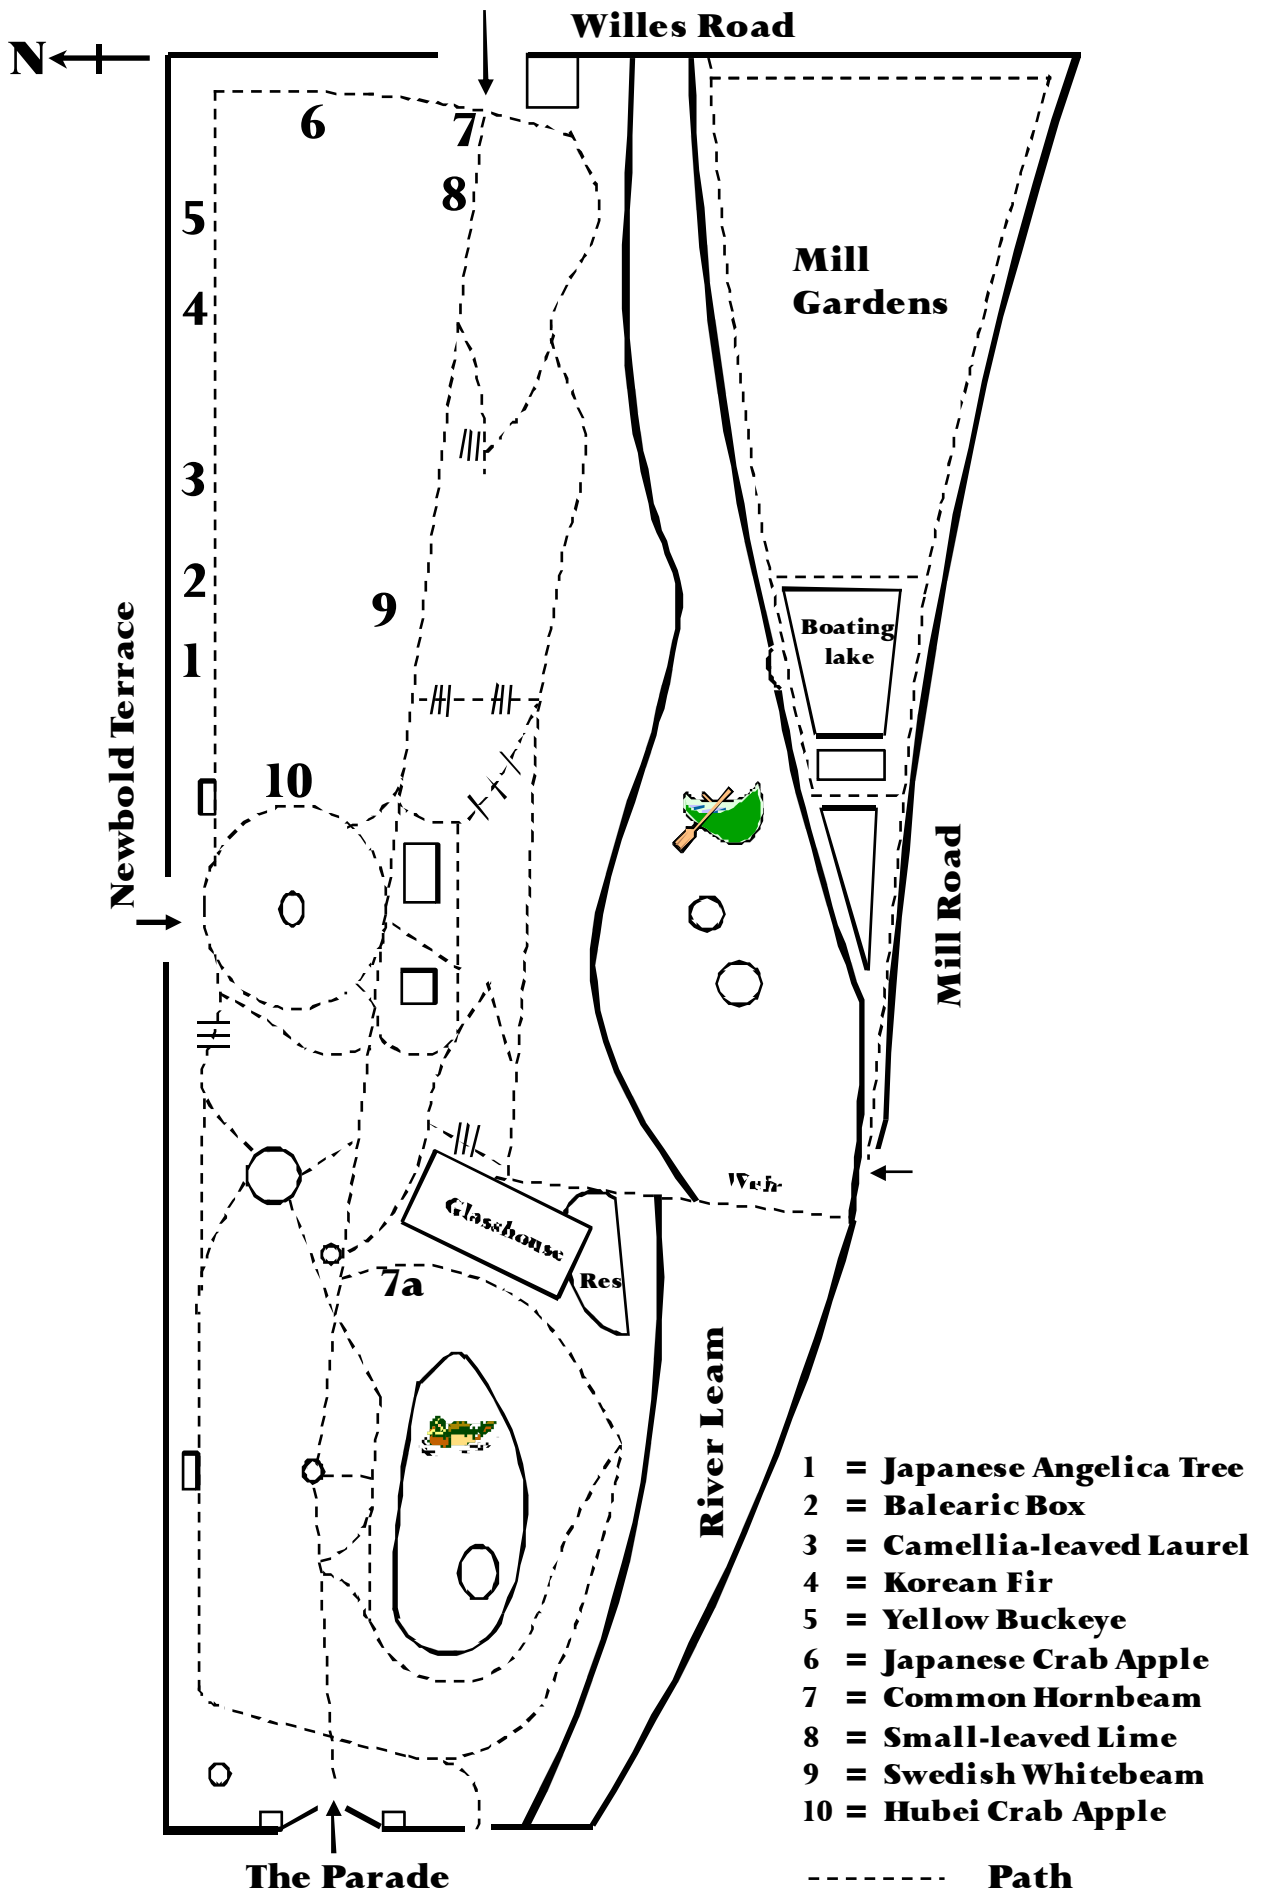 Willes Road
N
6
7
8
5
4
Mill
Gardens
3
2
9
1
Boating
lake
Newbold Terrace
10
Mill Road
Weir
Glasshouse
Res
7a
River Leam
1 = Japanese Angelica Tree
2 = Balearic Box
3 = Camellia-leaved Laurel
4 = Korean Fir
5 = Yellow Buckeye
6 = Japanese Crab Apple
7 = Common Hornbeam
8 = Small-leaved Lime
9 = Swedish Whitebeam
10 = Hubei Crab Apple
The Parade
Path